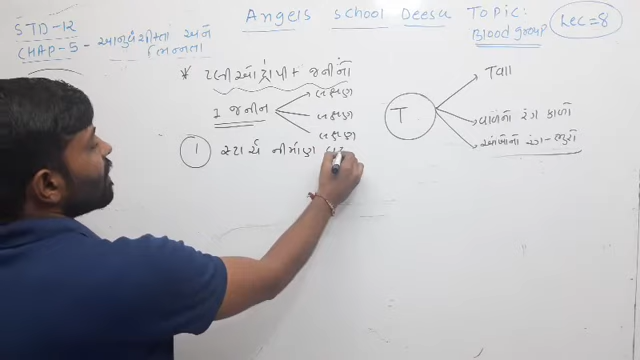 Angels School Deesa Topic:
Blood group
Lec=8
STD-12
CHAP-5 - આનુવંશીકતા અને
ભિન્નતા
* પ્લીઓટ્રોપીક જનીનો
1 જનીન
લક્ષણ
લક્ષણ
લક્ષણ
T
Tall
વાળનો રંગ કાળો
આંખોનો રંગ - ભુરો
1 સ્ટાર્ચ નીર્માણ